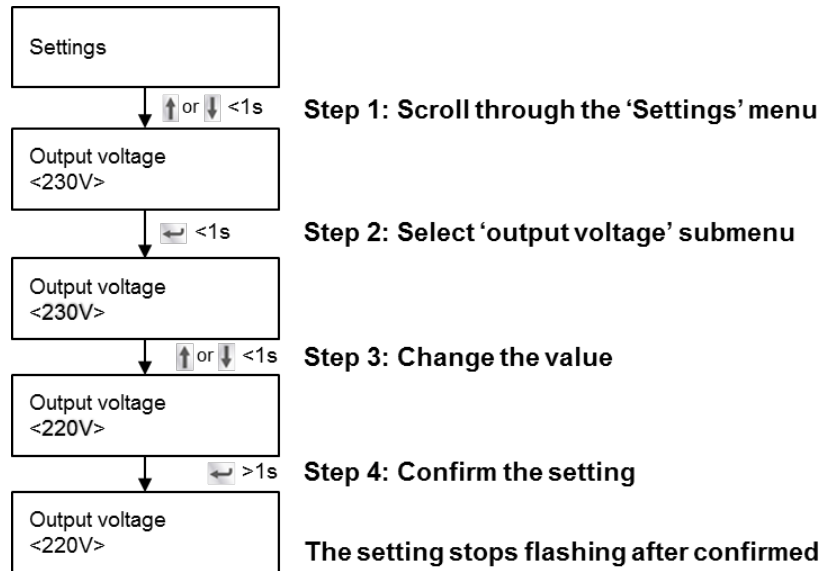 Settings
or <1s
Step 1: Scroll through the ‘Settings’ menu
Output voltage
<230V>
<1s
Step 2: Select ‘output voltage’ submenu
Output voltage
<230V>
or <1s
Step 3: Change the value
Output voltage
<220V>
>1s
Step 4: Confirm the setting
Output voltage
<220V>
The setting stops flashing after confirmed